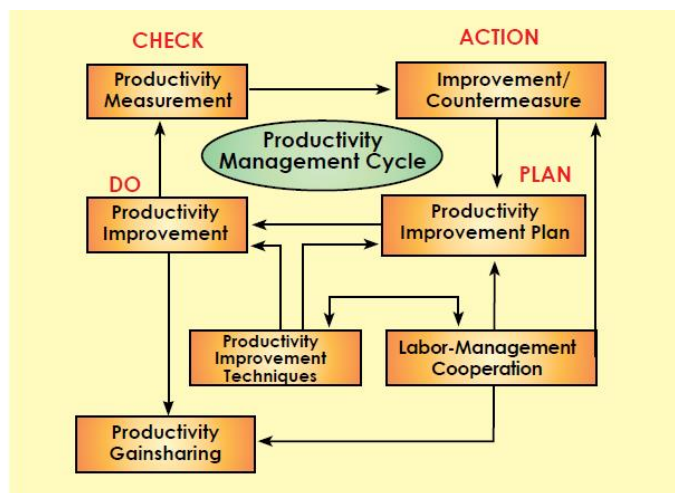 CHECK
ACTION
Productivity
Measurement
Improvement/
Countermeasure
Productivity
Management Cycle
DO
PLAN
Productivity
Improvement
Productivity
Improvement Plan
Productivity
Improvement
Techniques
Labor-Management
Cooperation
Productivity
Gainsharing